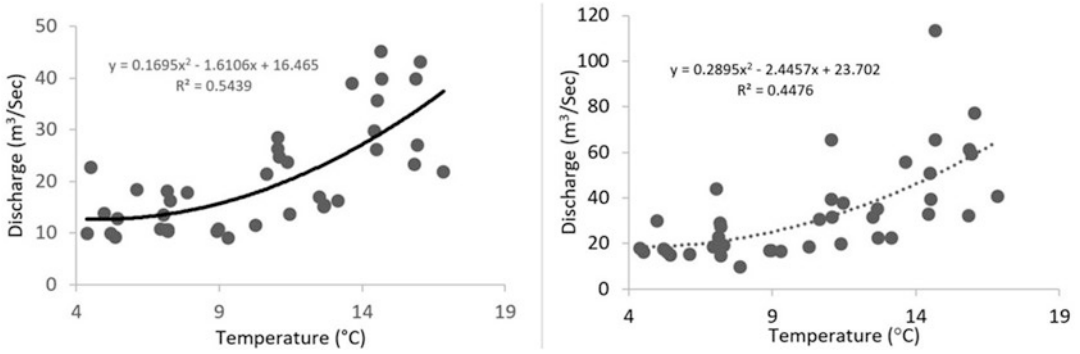 50
40
30
20
10
0
Discharge (m³/Sec)
y = 0.1695x² - 1.6106x + 16.465
R² = 0.5439
4 9 14 19
Temperature (°C)
120
100
80
60
40
20
0
Discharge (m³/Sec)
y = 0.2895x² - 2.4457x + 23.702
R² = 0.4476
4 9 14 19
Temperature (°C)